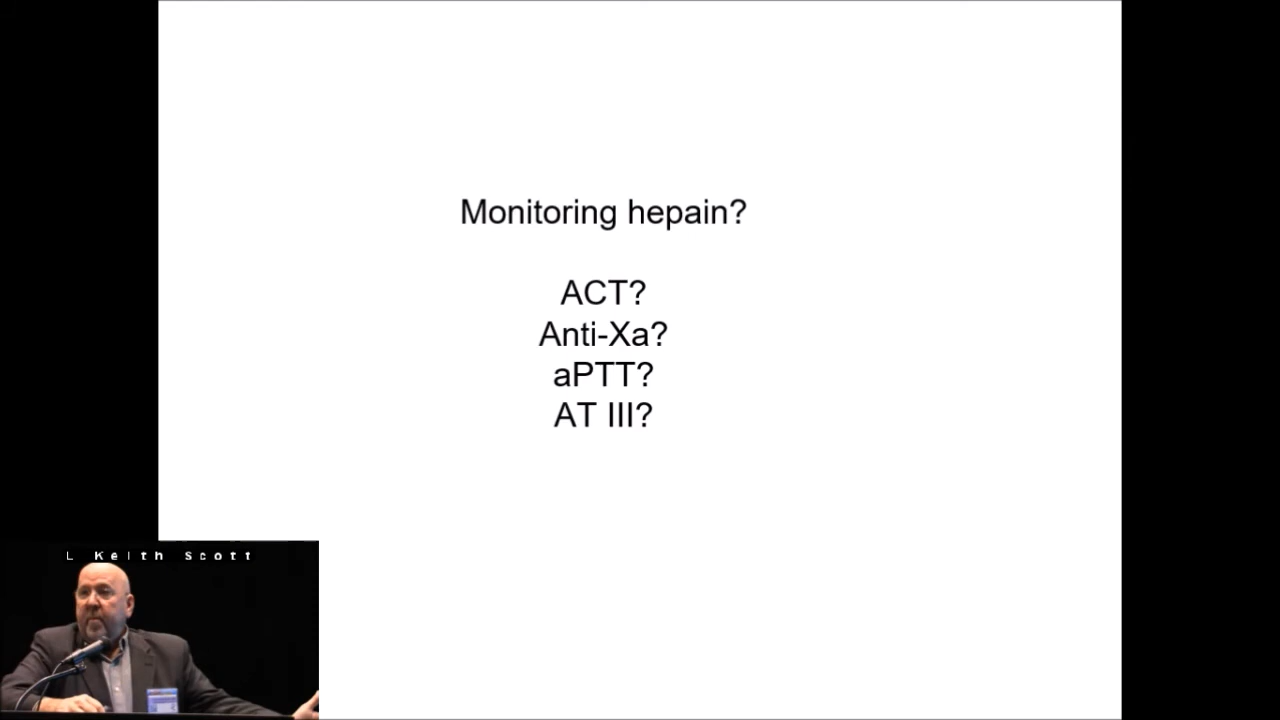 Monitoring hepain?
ACT?
Anti-Xa?
aPTT?
AT III?
L Keith Scott